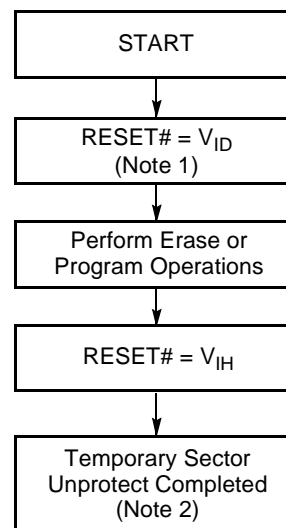 START
RESET# = V_ID
(Note 1)
Perform Erase or
Program Operations
RESET# = V_IH
Temporary Sector
Unprotect Completed
(Note 2)